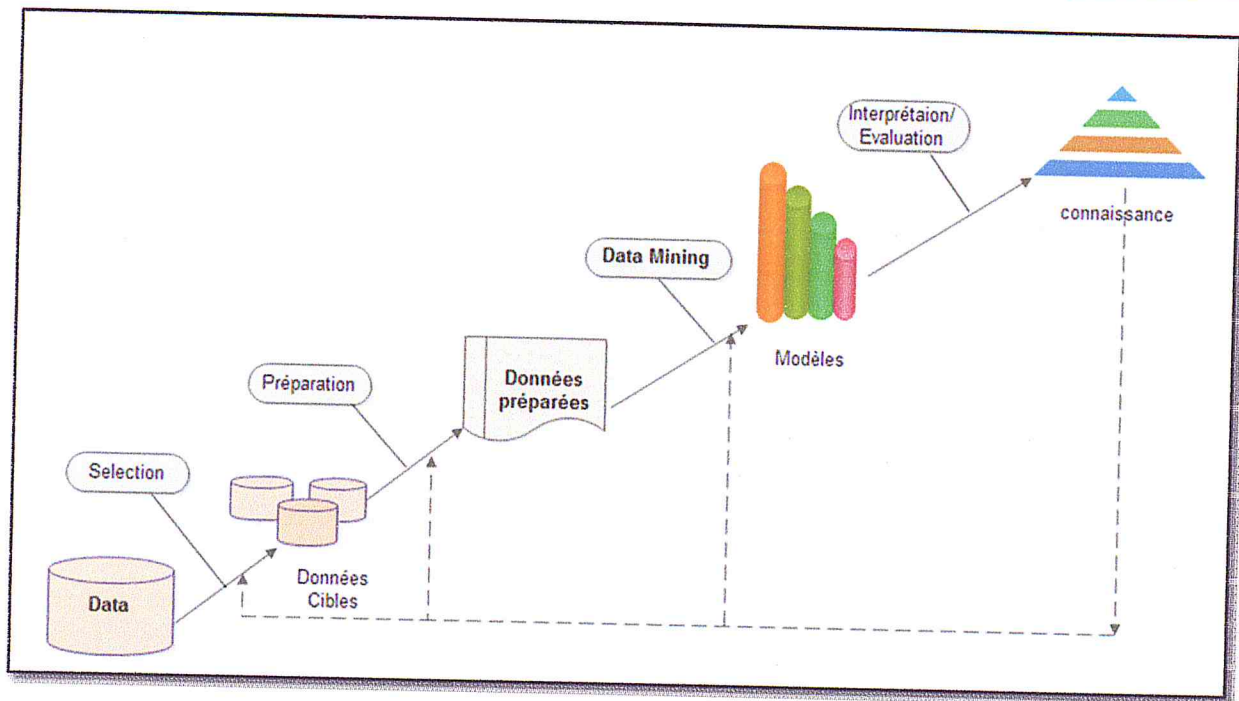 Interprétaion/
Evaluation
connaissance
Data Mining
Modèles
Préparation
Données
préparées
Selection
Données
Cibles
Data